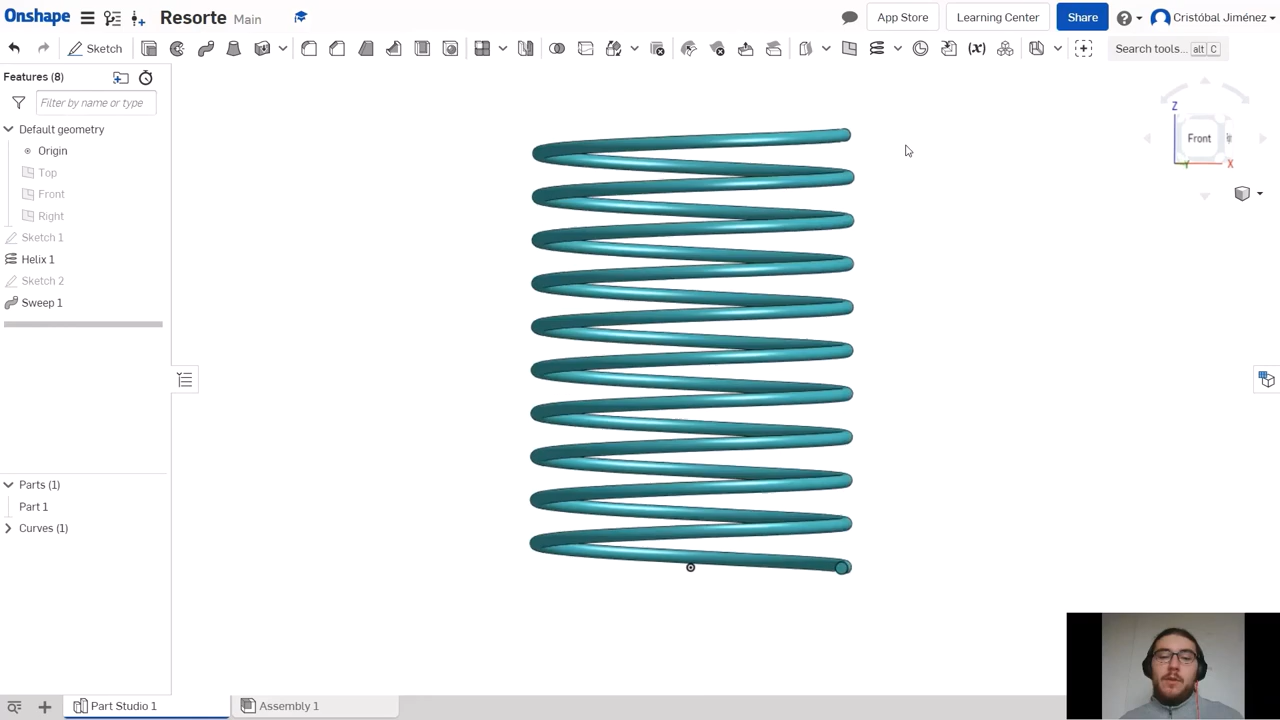 Onshape
Resorte Main
App Store
Learning Center
Share
Cristóbal Jiménez
Sketch
Search tools... alt C
Features (8)
Filter by name or type
Default geometry
Origin
Top
Front
Right
Sketch 1
Helix 1
Sketch 2
Sweep 1
Parts (1)
Part 1
Curves (1)
Z
Front
X
Part Studio 1
Assembly 1